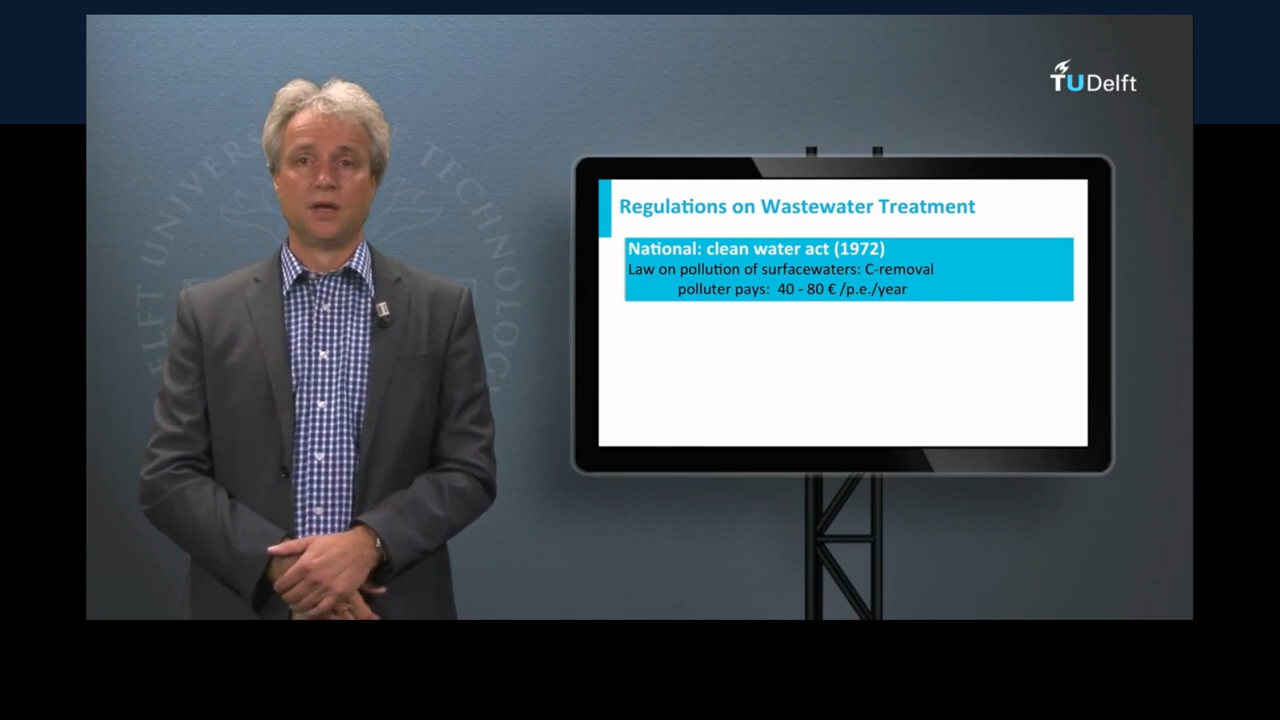 TUDelft
Regulations on Wastewater Treatment
National: clean water act (1972)
Law on pollution of surfacewaters: C-removal
polluter pays: 40 - 80 € /p.e./year